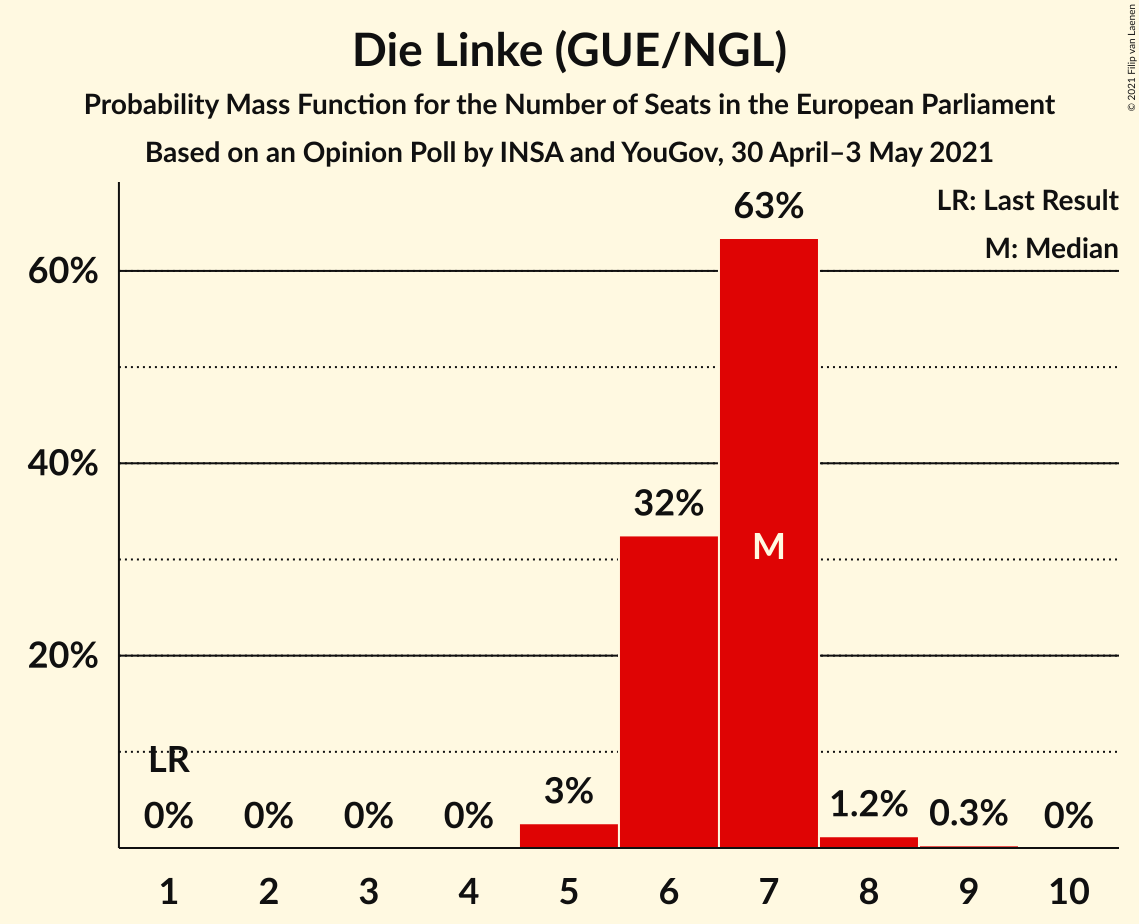 Die Linke (GUE/NGL)
Probability Mass Function for the Number of Seats in the European Parliament
Based on an Opinion Poll by INSA and YouGov, 30 April–3 May 2021
© 2021 Filip van Laenen
LR: Last Result
M: Median
63%
60%
40%
32%
M
20%
LR
0%
0%
0%
0%
3%
1.2%
0.3%
0%
1 2 3 4 5 6 7 8 9 10